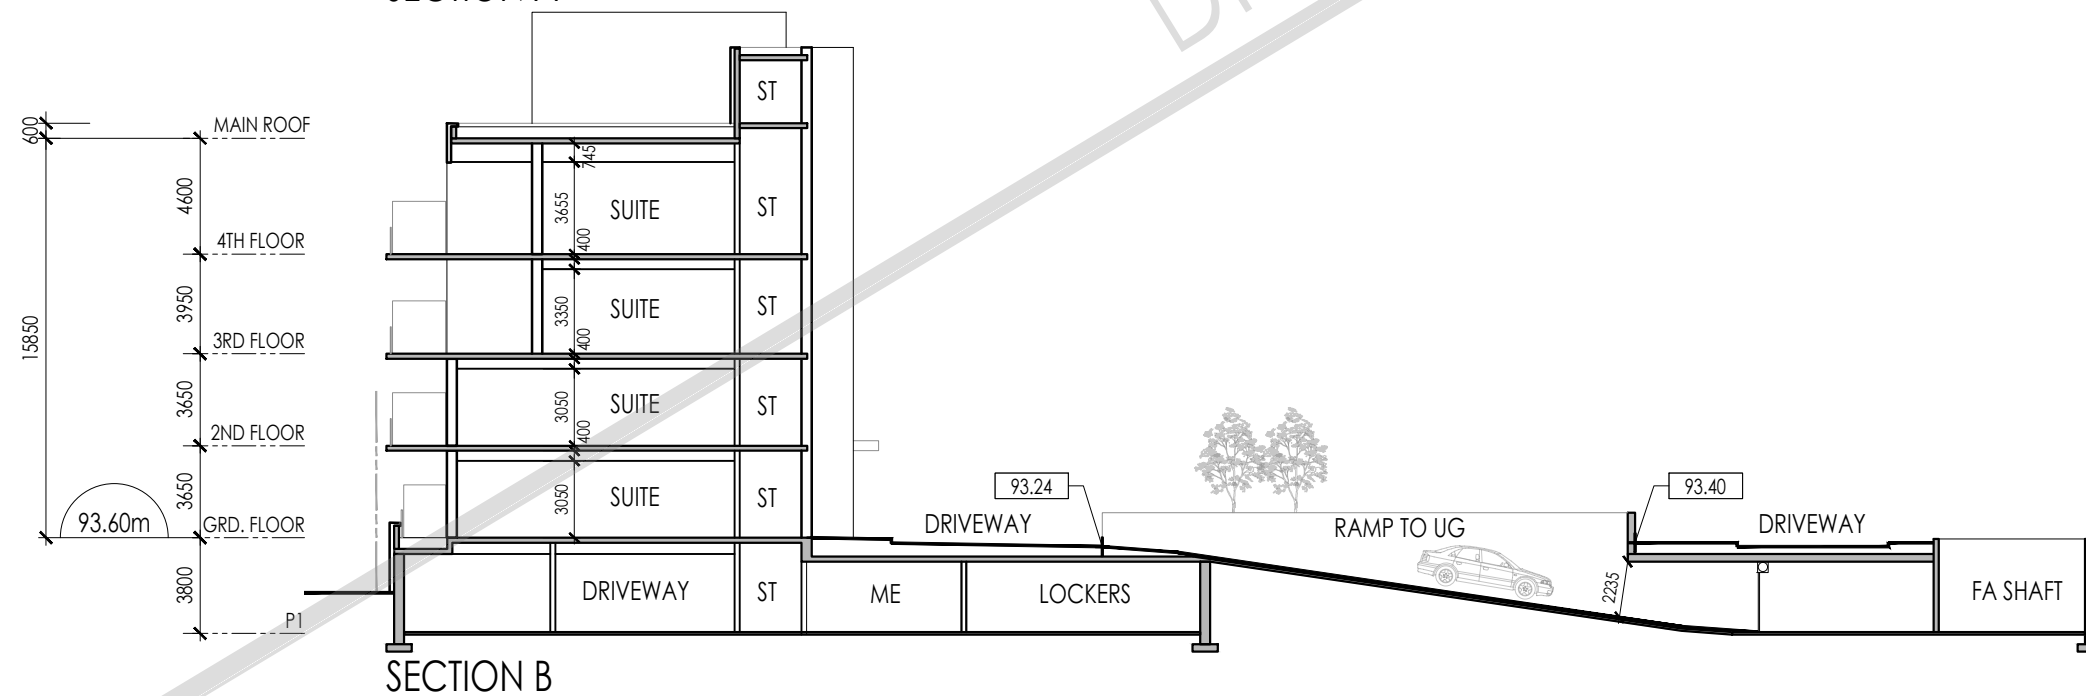 ST
600
MAIN ROOF
745
4600
3655
SUITE
ST
400
4TH FLOOR
3950
3350
SUITE
ST
15850
400
3RD FLOOR
3650
3050
SUITE
ST
400
2ND FLOOR
3650
3050
SUITE
ST
93.24
93.40
93.60m
GRD. FLOOR
DRIVEWAY
RAMP TO UG
DRIVEWAY
3800
DRIVEWAY
ST
ME
LOCKERS
2235
FA SHAFT
P1
SECTION B